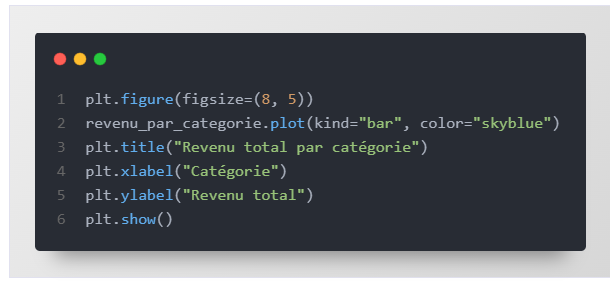 1 plt.figure(figsize=(8, 5))
2 revenu_par_categorie.plot(kind="bar", color="skyblue")
3 plt.title("Revenu total par catégorie")
4 plt.xlabel("Catégorie")
5 plt.ylabel("Revenu total")
6 plt.show()